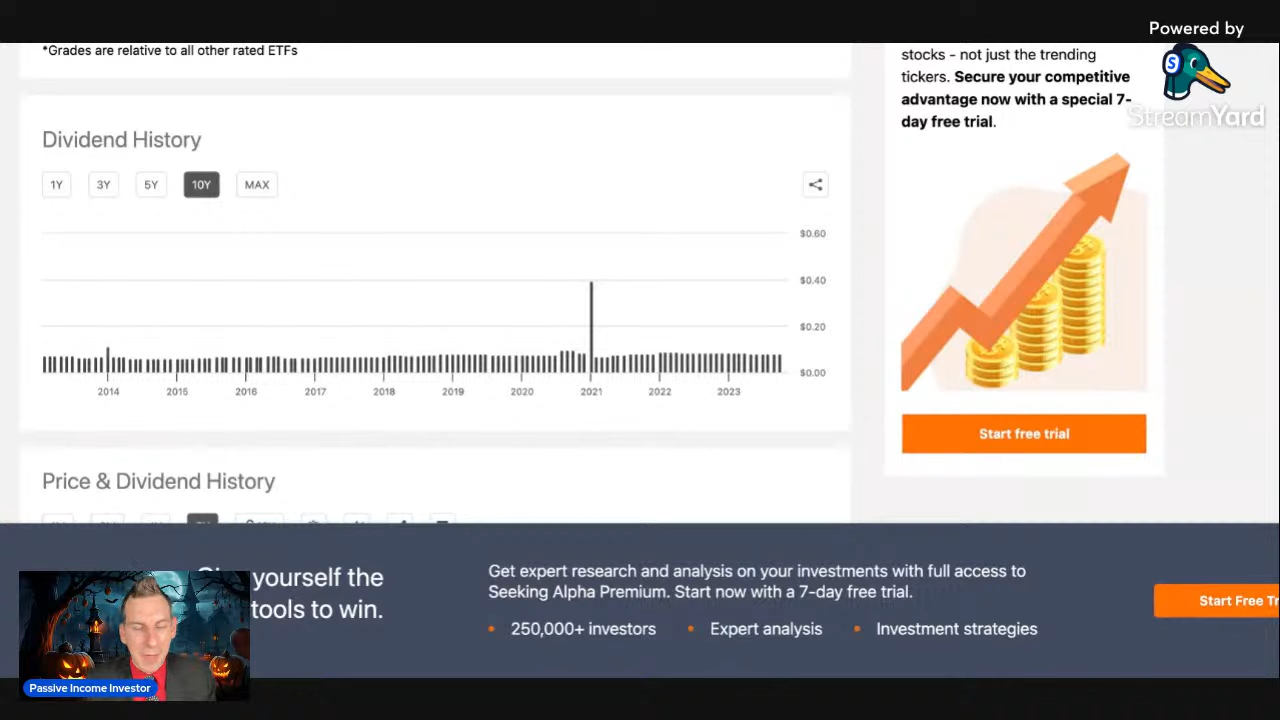 Powered by
StreamYard
*Grades are relative to all other rated ETFs
Dividend History
1Y 3Y 5Y 10Y MAX
$0.60
$0.40
$0.20
$0.00
2014 2015 2016 2017 2018 2019 2020 2021 2022 2023
Price & Dividend History
stocks - not just the trending
tickers. Secure your competitive
advantage now with a special 7-
day free trial.
Start free trial
yourself the
tools to win.
Get expert research and analysis on your investments with full access to
Seeking Alpha Premium. Start now with a 7-day free trial.
• 250,000+ investors • Expert analysis • Investment strategies
Start Free Tr
Passive Income Investor